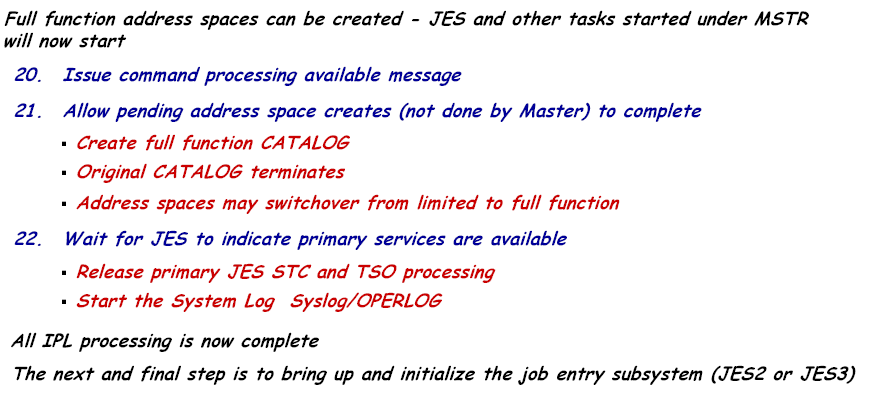 Full function address spaces can be created - JES and other tasks started under MSTR
will now start
20. Issue command processing available message
21. Allow pending address space creates (not done by Master) to complete
▪ Create full function CATALOG
▪ Original CATALOG terminates
▪ Address spaces may switchover from limited to full function
22. Wait for JES to indicate primary services are available
▪ Release primary JES STC and TSO processing
▪ Start the System Log Syslog/OPERLOG
All IPL processing is now complete
The next and final step is to bring up and initialize the job entry subsystem (JES2 or JES3)